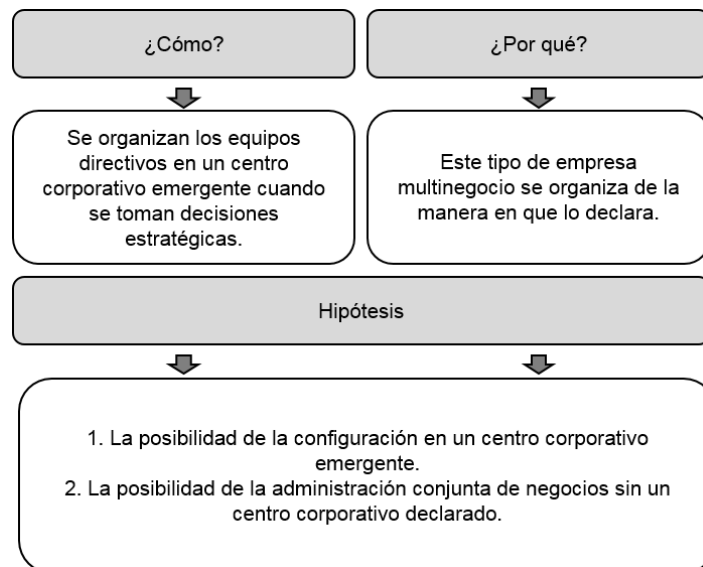 ¿Cómo?
¿Por qué?
Se organizan los equipos
directivos en un centro
corporativo emergente cuando
se toman decisiones
estratégicas.
Este tipo de empresa
multinegocio se organiza de la
manera en que lo declara.
Hipótesis
1. La posibilidad de la configuración en un centro corporativo
emergente.
2. La posibilidad de la administración conjunta de negocios sin un
centro corporativo declarado.